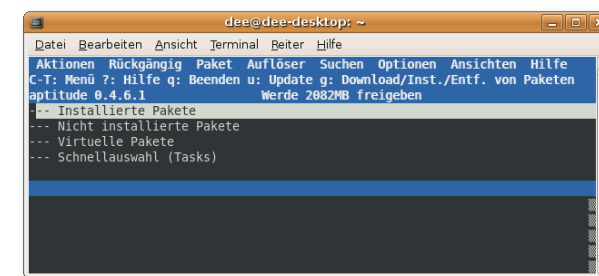 dee@dee-desktop: ~
Datei Bearbeiten Ansicht Terminal Reiter Hilfe
Aktionen Rückgängig Paket Auflöser Suchen Optionen Ansichten Hilfe
C-T: Menü ?: Hilfe q: Beenden u: Update g: Download/Inst./Entf. von Paketen
aptitude 0.4.6.1 Werde 2082MB freigeben
--- Installierte Pakete
--- Nicht installierte Pakete
--- Virtuelle Pakete
--- Schnellauswahl (Tasks)